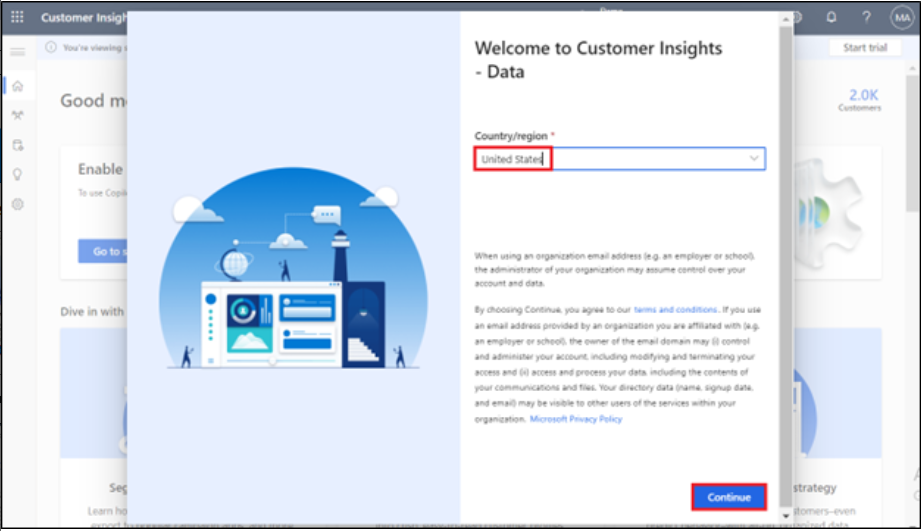 Customer Insigh
MA
You're viewing
Start trial
Good m
2.0K
Customers
Enable
To use Copil
Go to s
Dive in with
Welcome to Customer Insights
- Data
Country/region *
United States
When using an organization email address (e.g. an employer or school),
the administrator of your organization may assume control over your
account and data.
By choosing Continue, you agree to our terms and conditions. If you use
an email address provided by an organization you are affiliated with (e.g.
an employer or school), the owner of the email domain may (i) control
and administer your account, including modifying and terminating your
access and (ii) access and process your data, including the contents of
your communications and files. Your directory data (name, signup date,
and email) may be visible to other users of the services within your
organization. Microsoft Privacy Policy
Continue
Seg
strategy
Learn ho
stomers–even